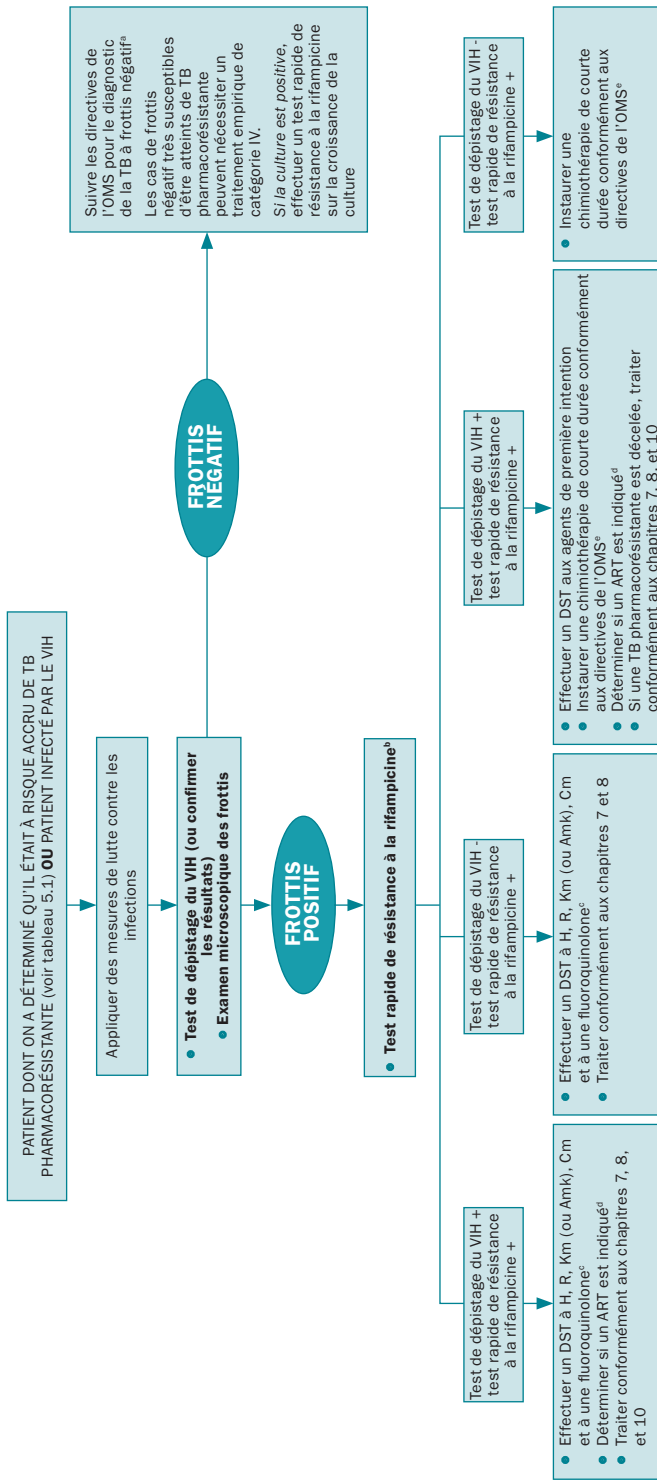 PATIENT DONT ON A DÉTERMINÉ QU'IL ÉTAIT À RISQUE ACCRU DE TB
PHARMACORÉSISTANTE (voir tableau 5.1) OU PATIENT INFECTÉ PAR LE VIH
Appliquer des mesures de lutte contre les
infections
• Test de dépistage du VIH (ou confirmer
les résultats)
• Examen microscopique des frottis
FROTTIS
NÉGATIF
Suivre les directives de
l'OMS pour le diagnostic
de la TB à frottis négatifa
Les cas de frottis
négatif très susceptibles
d'être atteints de TB
pharmacorésistante
peuvent nécessiter un
traitement empirique de
catégorie IV.
Si la culture est positive,
effectuer un test rapide de
résistance à la rifampicine
sur la croissance de la
culture
FROTTIS
POSITIF
• Test rapide de résistance à la rifampicineb
Test de dépistage du VIH +
test rapide de résistance
à la rifampicine +
• Effectuer un DST à H, R, Km (ou Amk), Cm
et à une fluoroquinolonec
• Déterminer si un ART est indiquéd
• Traiter conformément aux chapitres 7, 8,
et 10
Test de dépistage du VIH -
test rapide de résistance
à la rifampicine +
• Effectuer un DST à H, R, Km (ou Amk), Cm
et à une fluoroquinolonec
• Traiter conformément aux chapitres 7 et 8
Test de dépistage du VIH +
test rapide de résistance
à la rifampicine +
• Effectuer un DST aux agents de première intention
• Instaurer une chimiothérapie de courte durée conformément
aux directives de l'OMSe
• Déterminer si un ART est indiquéd
• Si une TB pharmacorésistante est décelée, traiter
conformément aux chapitres 7, 8, et 10
Test de dépistage du VIH -
test rapide de résistance
à la rifampicine +
• Instaurer une
chimiothérapie de courte
durée conformément aux
directives de l'OMSe